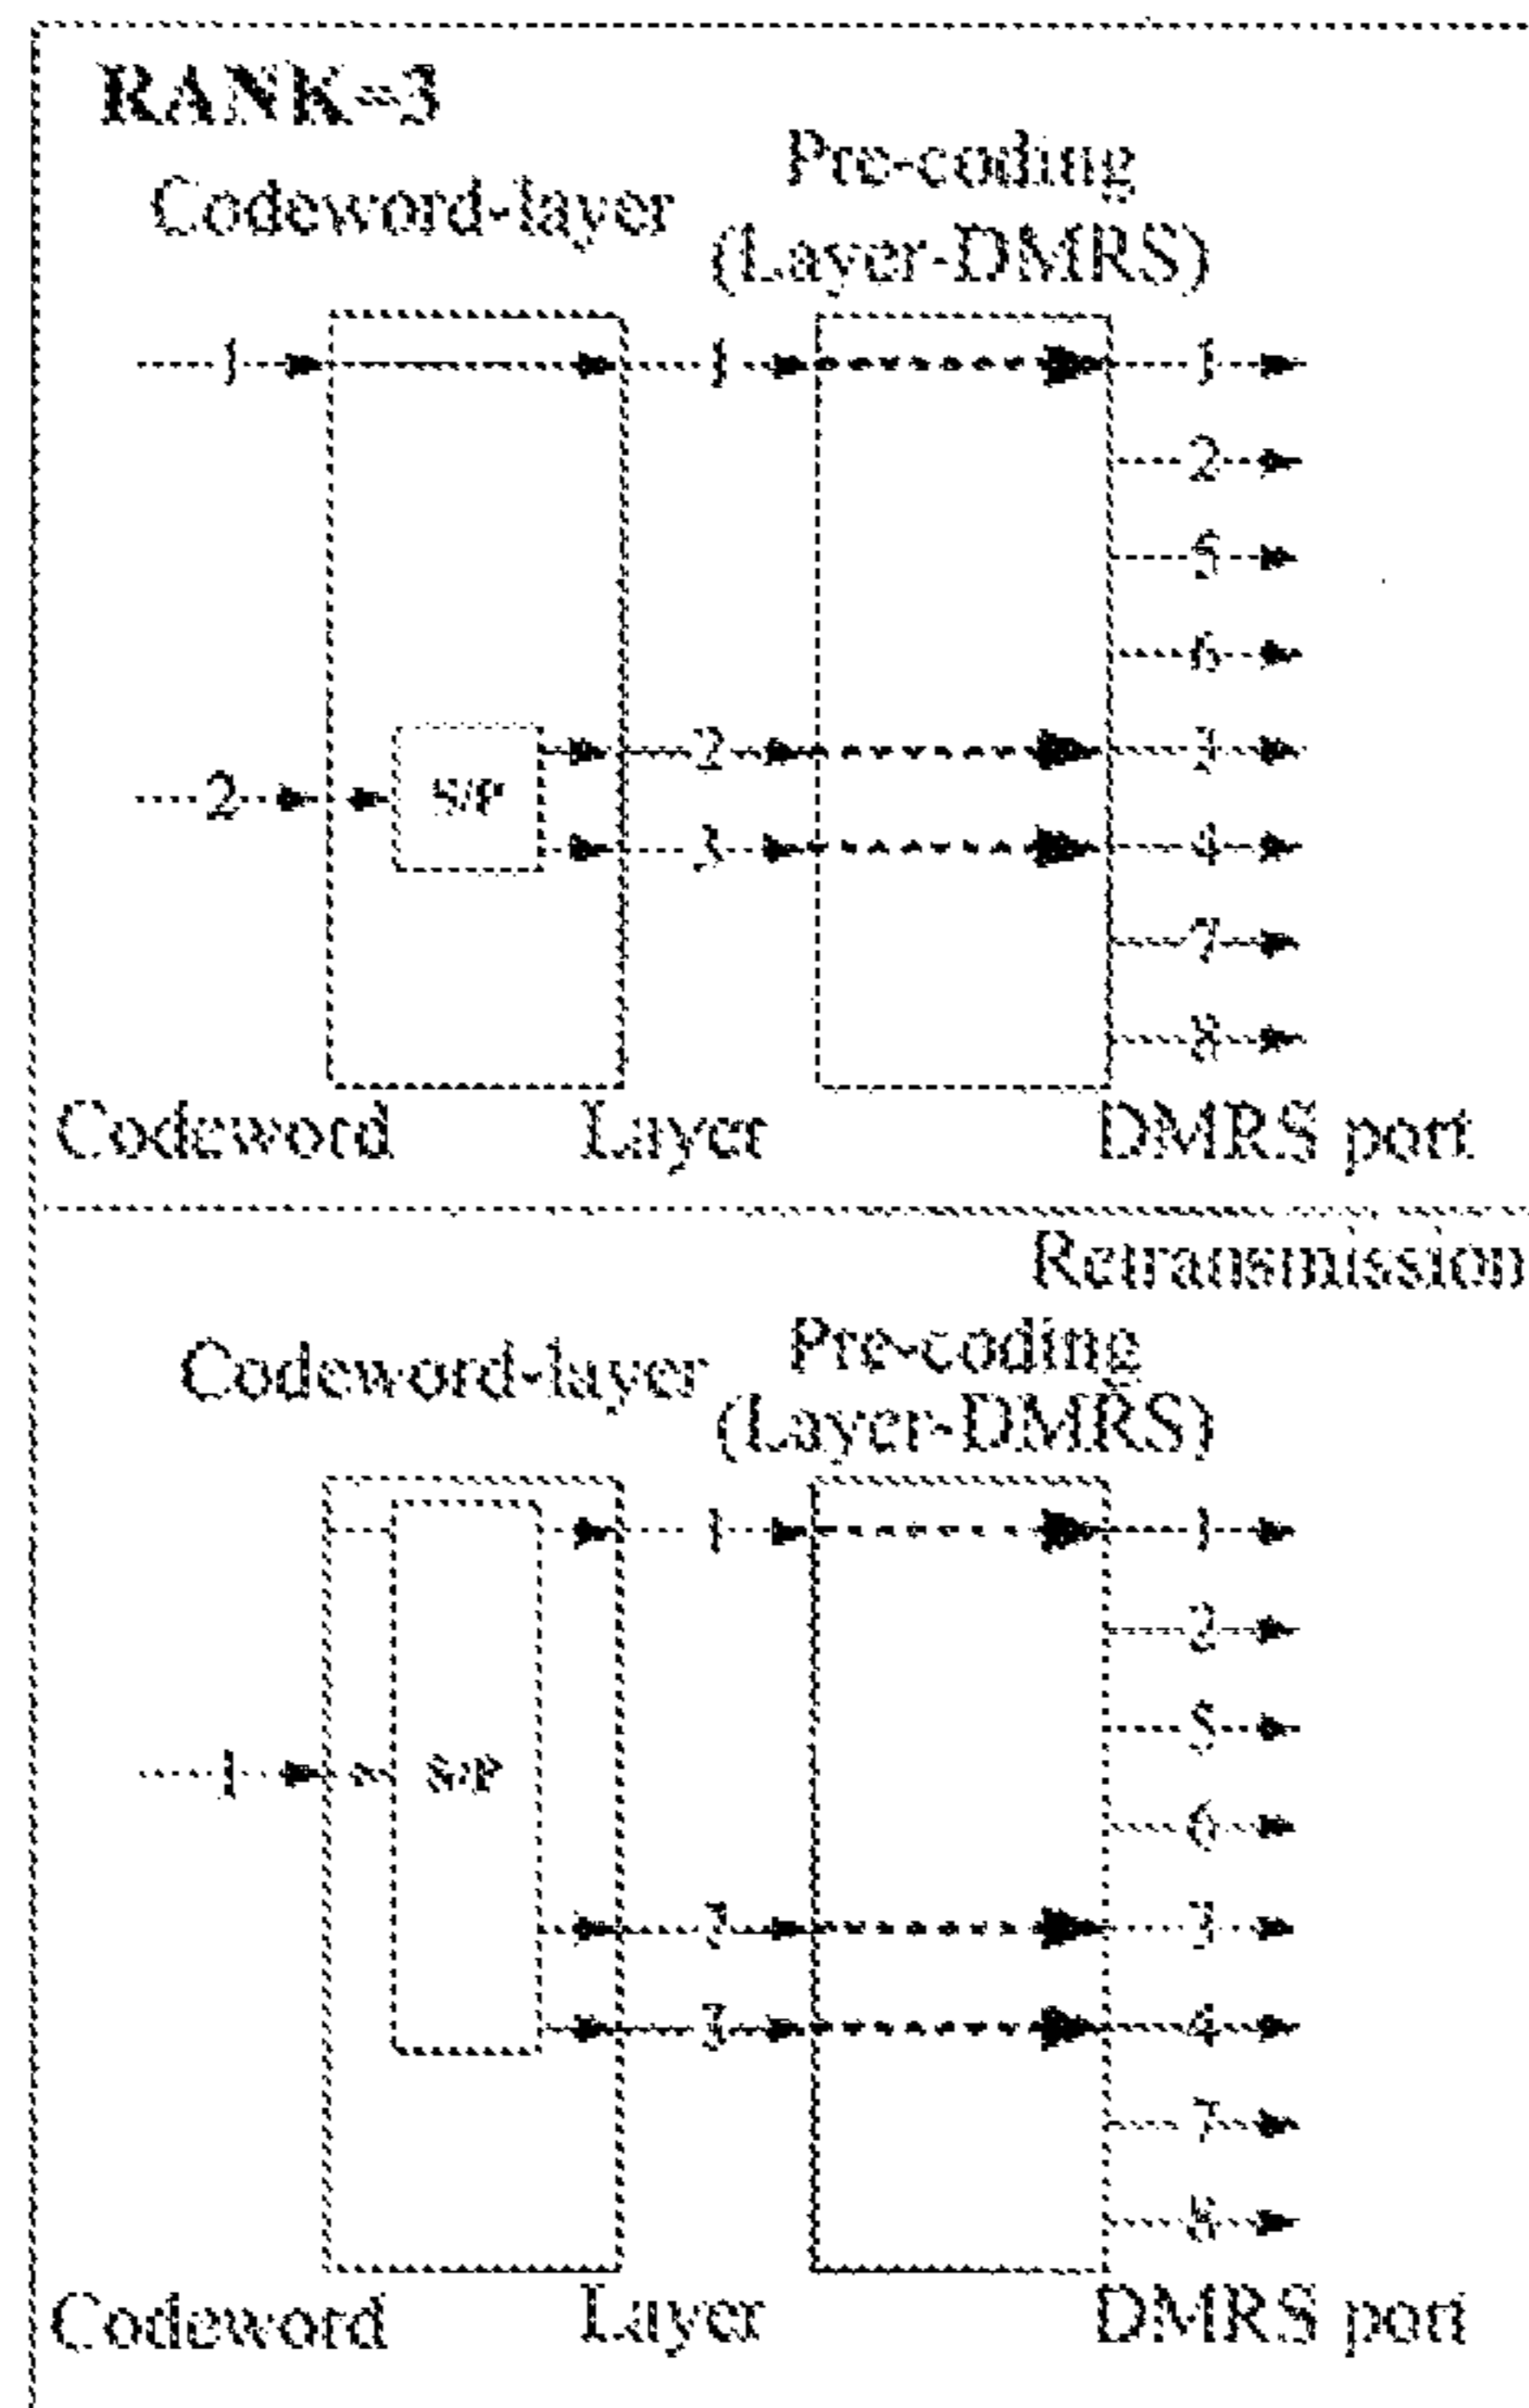 RANK=3
Pre-coding
Codeword-layer
(Layer-DMRS)
1 1 1
2
5
6
2 3
2 S/P
3 4
7
8
Codeword Layer DMRS port
Retransmission
Pre-coding
Codeword-layer
(Layer-DMRS)
1 1
2
5
6
1 S/P
2 3
3 4
7
8
Codeword Layer DMRS port